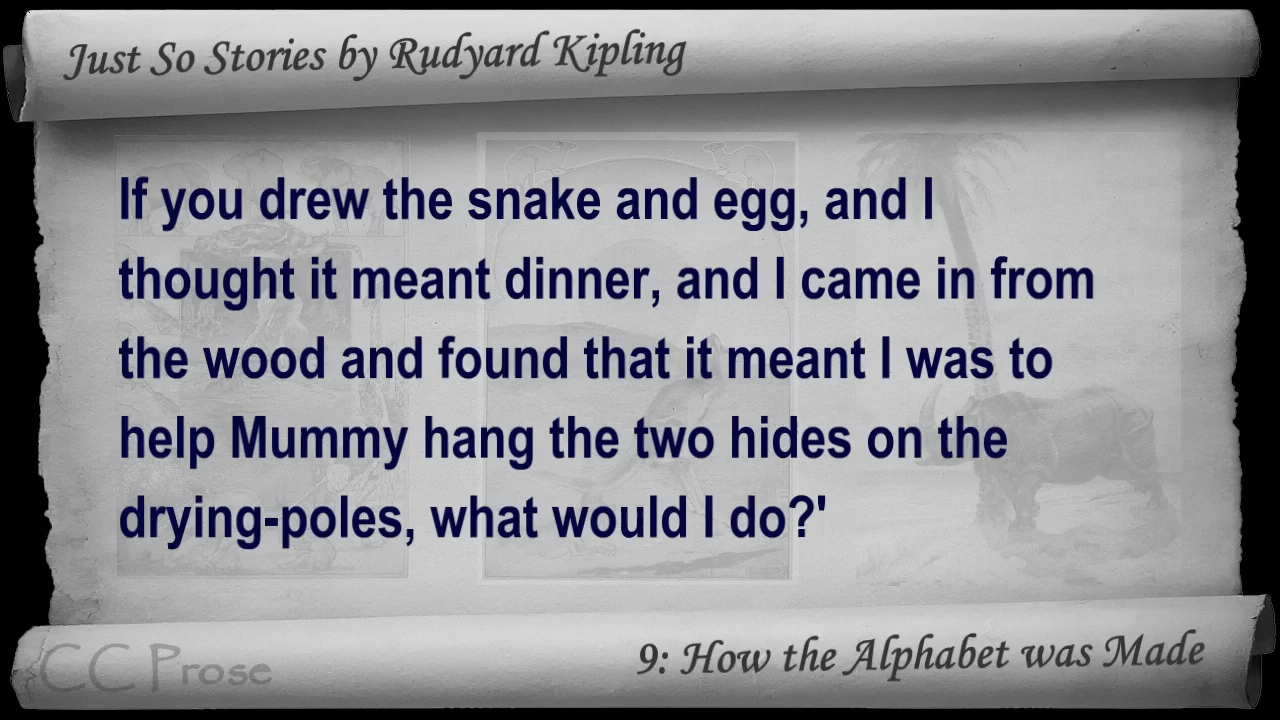 Just So Stories by Rudyard Kipling
If you drew the snake and egg, and I
thought it meant dinner, and I came in from
the wood and found that it meant I was to
help Mummy hang the two hides on the
drying-poles, what would I do?'
CC Prose
9: How the Alphabet was Made